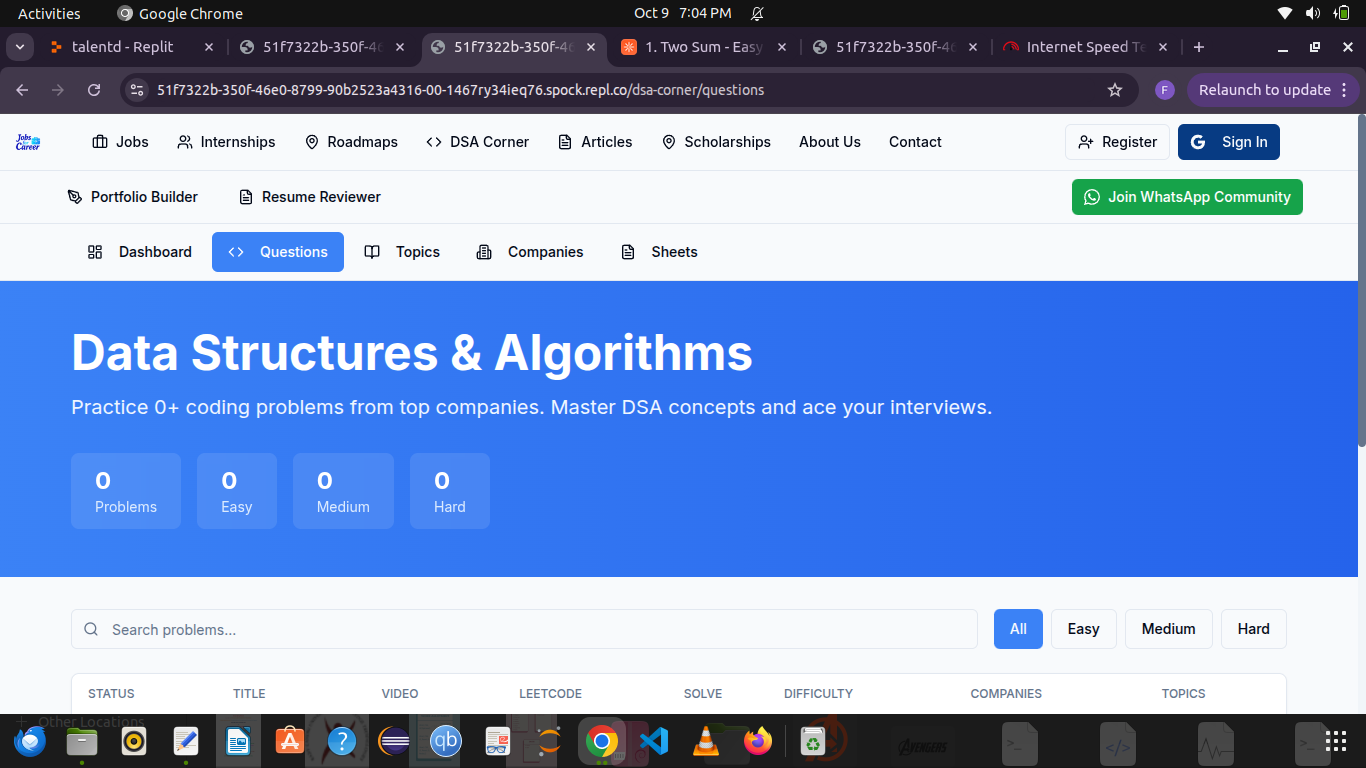 Activities Google Chrome Oct 9 7:04 PM
talentd - Replit 51f7322b-350f-46 51f7322b-350f-46 1. Two Sum - Easy 51f7322b-350f-46 Internet Speed Te
51f7322b-350f-46e0-8799-90b2523a4316-00-1467ry34ieq76.spock.repl.co/dsa-corner/questions F Relaunch to update
Jobs Career Jobs Internships Roadmaps DSA Corner Articles Scholarships About Us Contact Register Sign In
Portfolio Builder Resume Reviewer Join WhatsApp Community
Dashboard Questions Topics Companies Sheets
Data Structures & Algorithms
Practice 0+ coding problems from top companies. Master DSA concepts and ace your interviews.
0 0 0 0
Problems Easy Medium Hard
Search problems... All Easy Medium Hard
STATUS TITLE VIDEO LEETCODE SOLVE DIFFICULTY COMPANIES TOPICS
Other Locations
qb AVENGERS